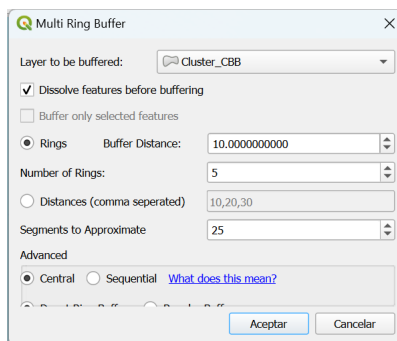 Multi Ring Buffer
Layer to be buffered: Cluster_CBB
Dissolve features before buffering
Buffer only selected features
Rings Buffer Distance: 10.0000000000
Number of Rings: 5
Distances (comma seperated) 10,20,30
Segments to Approximate 25
Advanced
Central Sequential What does this mean?
Aceptar Cancelar